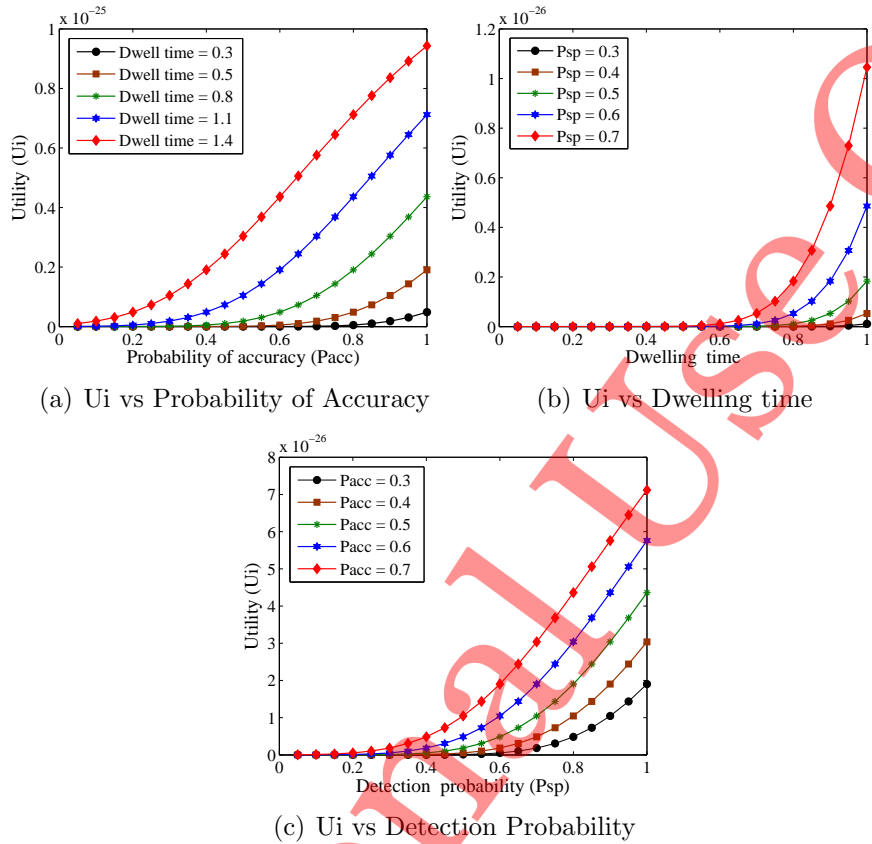 x 10^-25
Dwell time = 0.3
Dwell time = 0.5
Dwell time = 0.8
Dwell time = 1.1
Dwell time = 1.4
Utility (Ui)
1
0.8
0.6
0.4
0.2
0
0 0.2 0.4 0.6 0.8 1
Probability of accuracy (Pacc)
(a) Ui vs Probability of Accuracy
x 10^-26
Psp = 0.3
Psp = 0.4
Psp = 0.5
Psp = 0.6
Psp = 0.7
Utility (Ui)
1.2
1.0
0.8
0.6
0.4
0.2
0
0 0.2 0.4 0.6 0.8 1
Dwelling time
(b) Ui vs Dwelling time
x 10^-26
Pacc = 0.3
Pacc = 0.4
Pacc = 0.5
Pacc = 0.6
Pacc = 0.7
Utility (Ui)
8
7
6
5
4
3
2
1
0
0 0.2 0.4 0.6 0.8 1
Detection probability (Psp)
(c) Ui vs Detection Probability
onal Use O